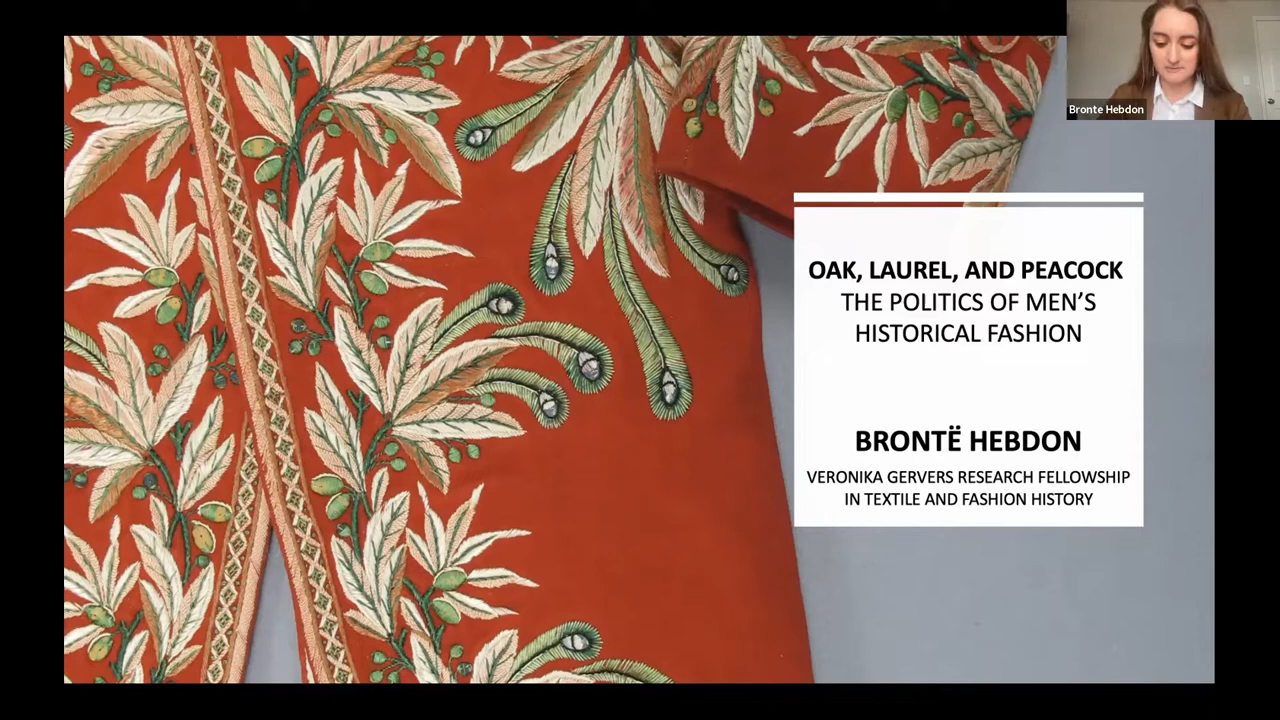 Bronte Hebdon
OAK, LAUREL, AND PEACOCK
THE POLITICS OF MEN'S
HISTORICAL FASHION
BRONTË HEBDON
VERONIKA GERVERS RESEARCH FELLOWSHIP
IN TEXTILE AND FASHION HISTORY